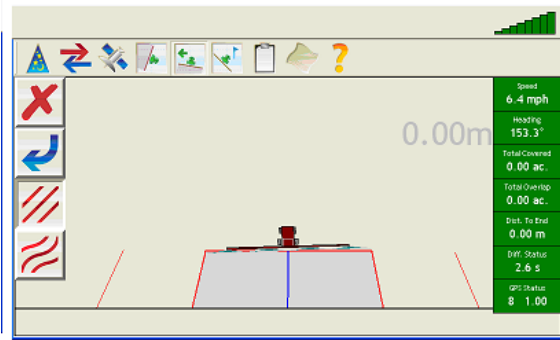 0.00m
Speed
6.4 mph
Heading
153.3°
Total Covered
0.00 ac.
Total Overlap
0.00 ac.
Dist. To End
0.00 m
Diff. Status
2.6 s
GPS Status
8 1.00
?